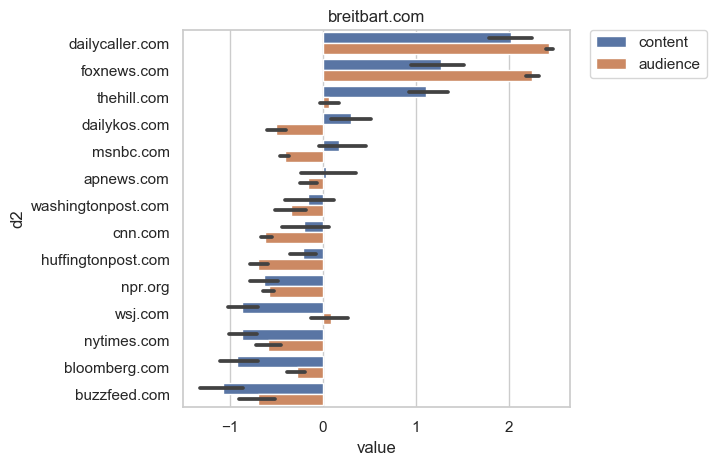 breitbart.com
content
audience
dailycaller.com
foxnews.com
thehill.com
dailykos.com
msnbc.com
apnews.com
washingtonpost.com
cnn.com
huffingtonpost.com
npr.org
wsj.com
nytimes.com
bloomberg.com
buzzfeed.com
d2
−1 0 1 2
value